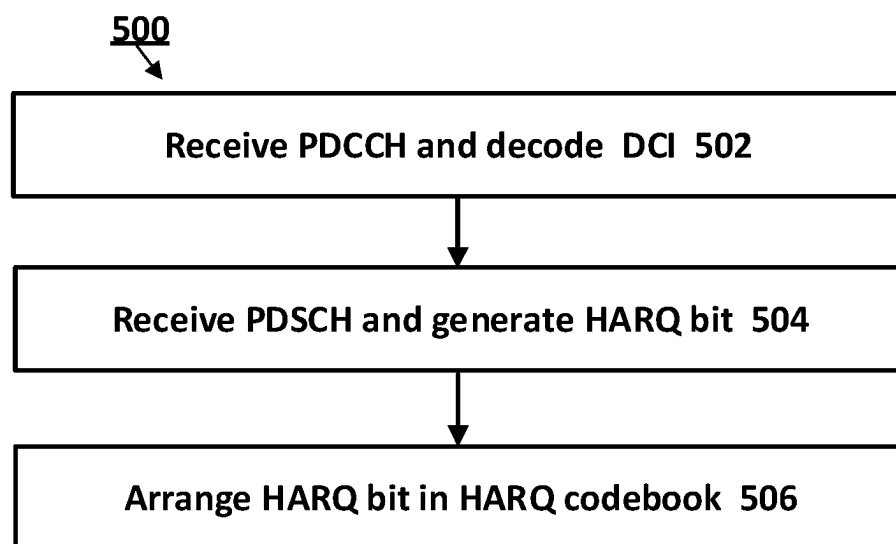 500
Receive PDCCH and decode DCI 502
Receive PDSCH and generate HARQ bit 504
Arrange HARQ bit in HARQ codebook 506